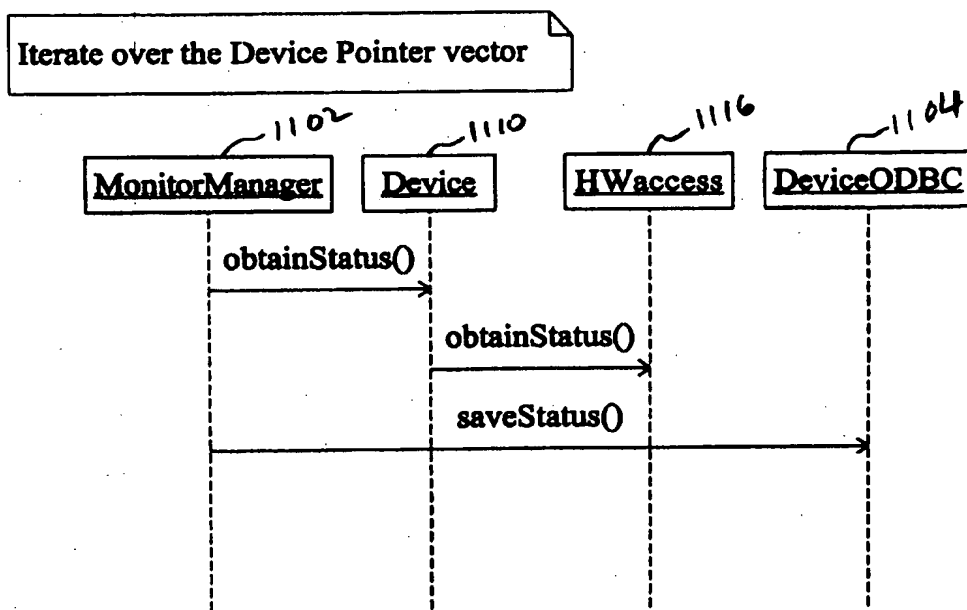 Iterate over the Device Pointer vector
1102 1110 1116 1104
MonitorManager Device HWaccess DeviceODBC
obtainStatus()
obtainStatus()
saveStatus()